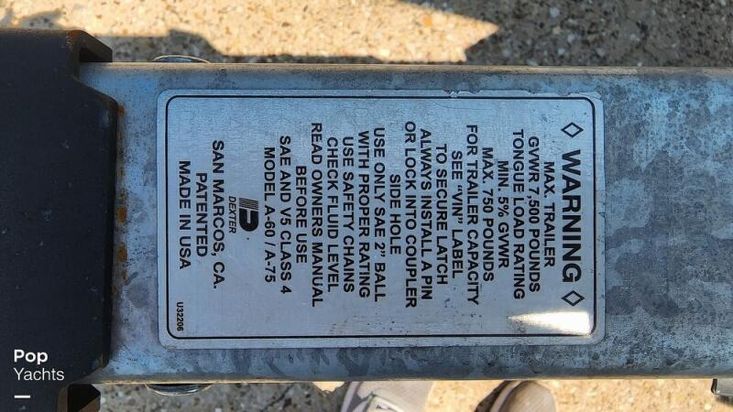 WARNING
MAX. TRAILER
GVWR 7,500 POUNDS
TONGUE LOAD RATING
MIN. 5% GVWR
MAX. 750 POUNDS
FOR TRAILER CAPACITY
SEE "VIN" LABEL
ALWAYS INSTALL A PIN
TO SECURE LATCH
OR LOCK INTO COUPLER
SIDE HOLE
USE ONLY SAE 2" BALL
WITH PROPER RATING
USE SAFETY CHAINS
CHECK FLUID LEVEL
READ OWNERS MANUAL
BEFORE USE
SAE AND V5 CLASS 4
MODEL A-60 / A-75
DEXTER
SAN MARCOS, CA.
PATENTED
MADE IN USA
U32206
Pop
Yachts